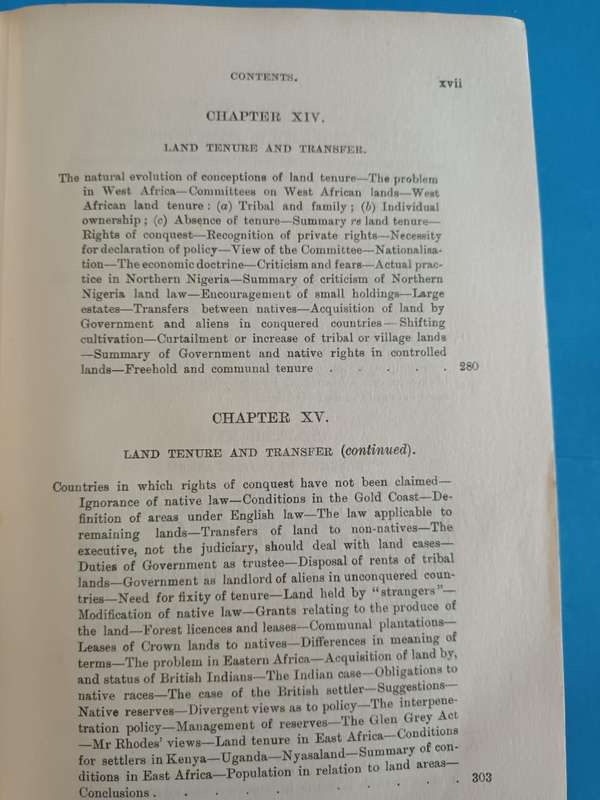 CONTENTS.
xvii
CHAPTER XIV.
LAND TENURE AND TRANSFER.
The natural evolution of conceptions of land tenure—The problem
in West Africa—Committees on West African lands—West
African land tenure : (a) Tribal and family ; (b) Individual
ownership ; (c) Absence of tenure—Summary re land tenure—
Rights of conquest—Recognition of private rights—Necessity
for declaration of policy—View of the Committee—Nationalisa-
tion—The economic doctrine—Criticism and fears—Actual prac-
tice in Northern Nigeria—Summary of criticism of Northern
Nigeria land law—Encouragement of small holdings—Large
estates—Transfers between natives—Acquisition of land by
Government and aliens in conquered countries—Shifting
cultivation—Curtailment or increase of tribal or village lands
—Summary of Government and native rights in controlled
lands—Freehold and communal tenure . . . . . 280
CHAPTER XV.
LAND TENURE AND TRANSFER (continued).
Countries in which rights of conquest have not been claimed—
Ignorance of native law—Conditions in the Gold Coast—De-
finition of areas under English law—The law applicable to
remaining lands—Transfers of land to non-natives—The
executive, not the judiciary, should deal with land cases—
Duties of Government as trustee—Disposal of rents of tribal
lands—Government as landlord of aliens in unconquered coun-
tries—Need for fixity of tenure—Land held by "strangers"—
Modification of native law—Grants relating to the produce of
the land—Forest licences and leases—Communal plantations—
Leases of Crown lands to natives—Differences in meaning of
terms—The problem in Eastern Africa—Acquisition of land by,
and status of British Indians—The Indian case—Obligations to
native races—The case of the British settler—Suggestions—
Native reserves—Divergent views as to policy—The interpene-
tration policy—Management of reserves—The Glen Grey Act
—Mr Rhodes' views—Land tenure in East Africa—Conditions
for settlers in Kenya—Uganda—Nyasaland—Summary of con-
ditions in East Africa—Population in relation to land areas—
Conclusions . . . . . . . . . 303